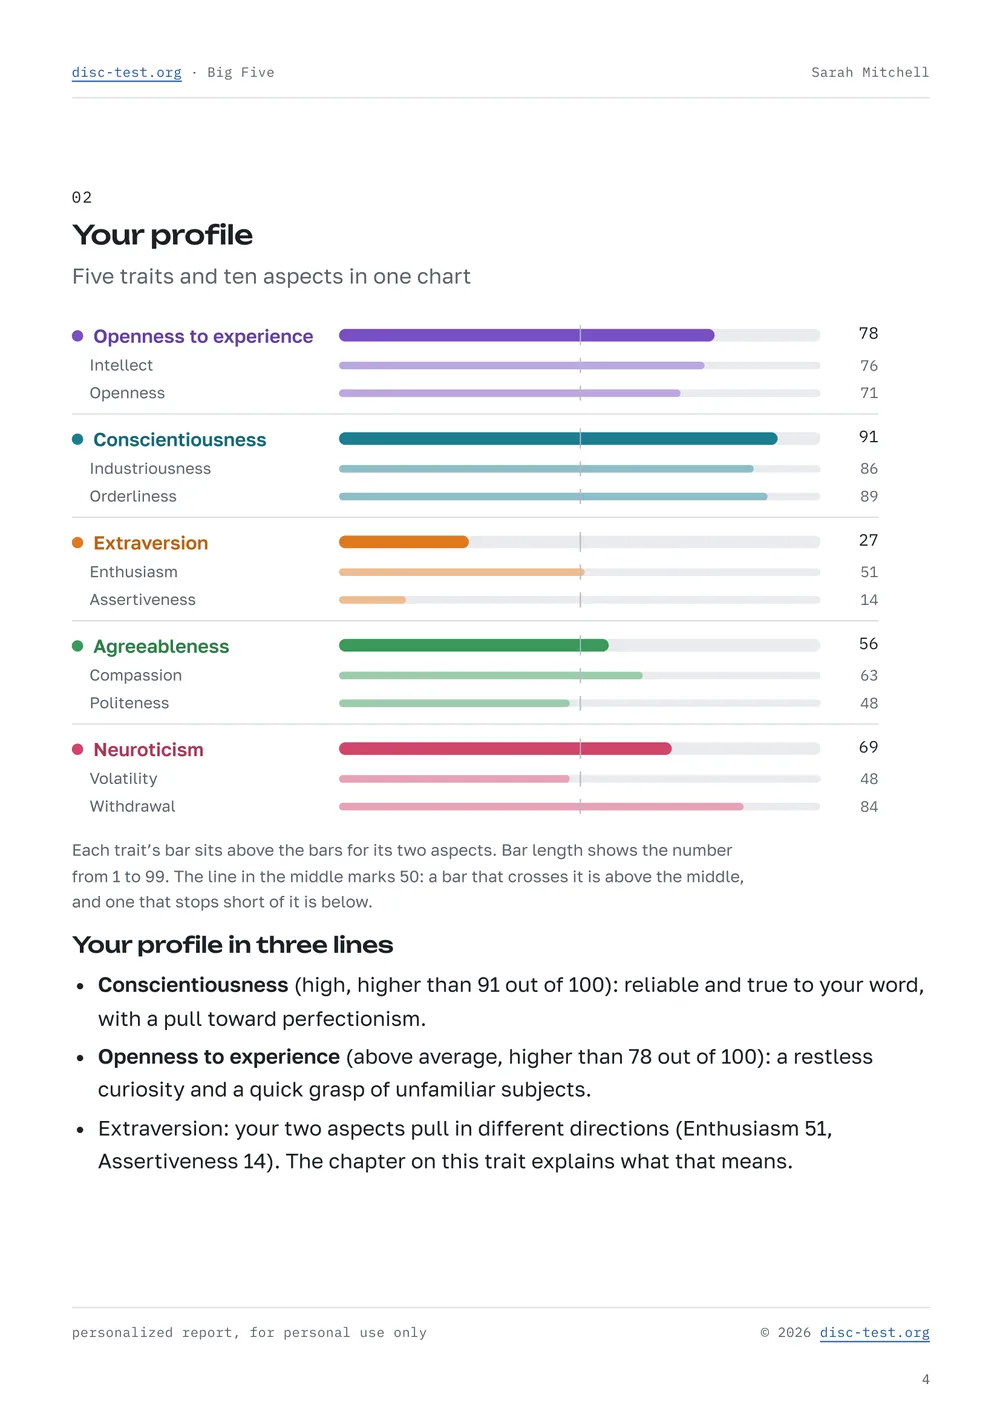 disc-test.org · Big Five
Sarah Mitchell
02
Your profile
Five traits and ten aspects in one chart
Openness to experience 78
Intellect 76
Openness 71
Conscientiousness 91
Industriousness 86
Orderliness 89
Extraversion 27
Enthusiasm 51
Assertiveness 14
Agreeableness 56
Compassion 63
Politeness 48
Neuroticism 69
Volatility 48
Withdrawal 84
Each trait’s bar sits above the bars for its two aspects. Bar length shows the number
from 1 to 99. The line in the middle marks 50: a bar that crosses it is above the middle,
and one that stops short of it is below.
Your profile in three lines
• Conscientiousness (high, higher than 91 out of 100): reliable and true to your word,
with a pull toward perfectionism.
• Openness to experience (above average, higher than 78 out of 100): a restless
curiosity and a quick grasp of unfamiliar subjects.
• Extraversion: your two aspects pull in different directions (Enthusiasm 51,
Assertiveness 14). The chapter on this trait explains what that means.
personalized report, for personal use only
© 2026 disc-test.org
4